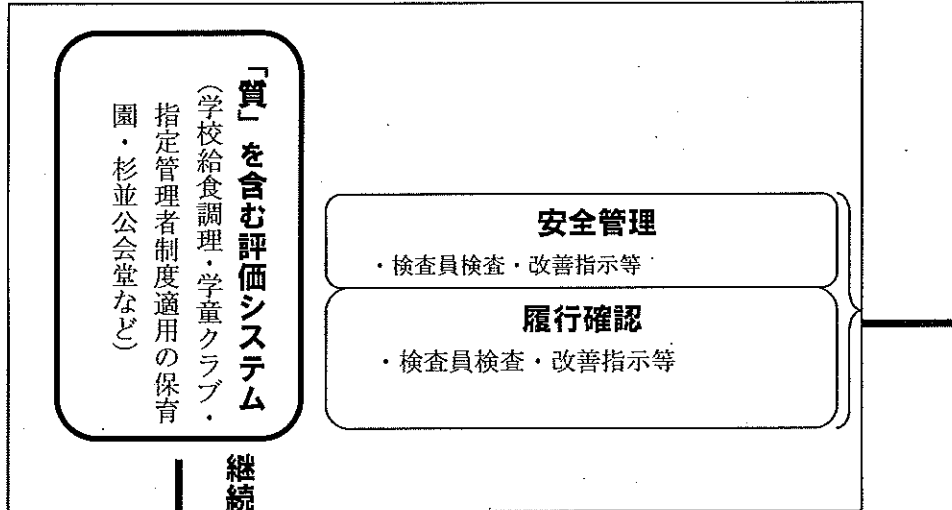 「質」を含む評価システム
（学校給食調理・学童クラブ・
指定管理者制度適用の保育
園・杉並公会堂など）
安全管理
・検査員検査・改善指示等
履行確認
・検査員検査・改善指示等
継続